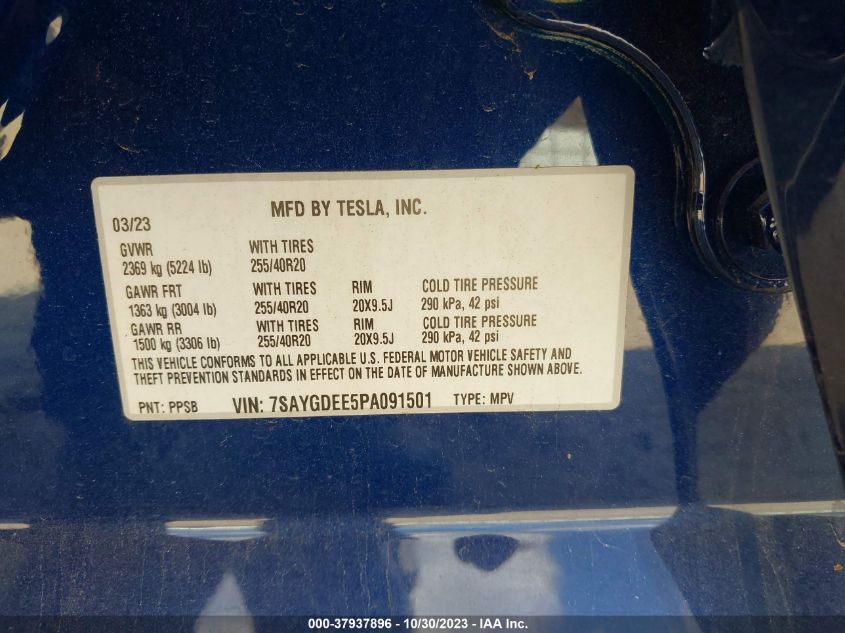 MFD BY TESLA, INC.
03/23
GVWR WITH TIRES
2369 kg (5224 lb) 255/40R20
GAWR FRT WITH TIRES RIM COLD TIRE PRESSURE
1363 kg (3004 lb) 255/40R20 20X9.5J 290 kPa, 42 psi
GAWR RR WITH TIRES RIM COLD TIRE PRESSURE
1500 kg (3306 lb) 255/40R20 20X9.5J 290 kPa, 42 psi
THIS VEHICLE CONFORMS TO ALL APPLICABLE U.S. FEDERAL MOTOR VEHICLE SAFETY AND
THEFT PREVENTION STANDARDS IN EFFECT ON THE DATE OF MANUFACTURE SHOWN ABOVE.
PNT: PPSB VIN: 7SAYGDEE5PA091501 TYPE: MPV
000-37937896 - 10/30/2023 - IAA Inc.